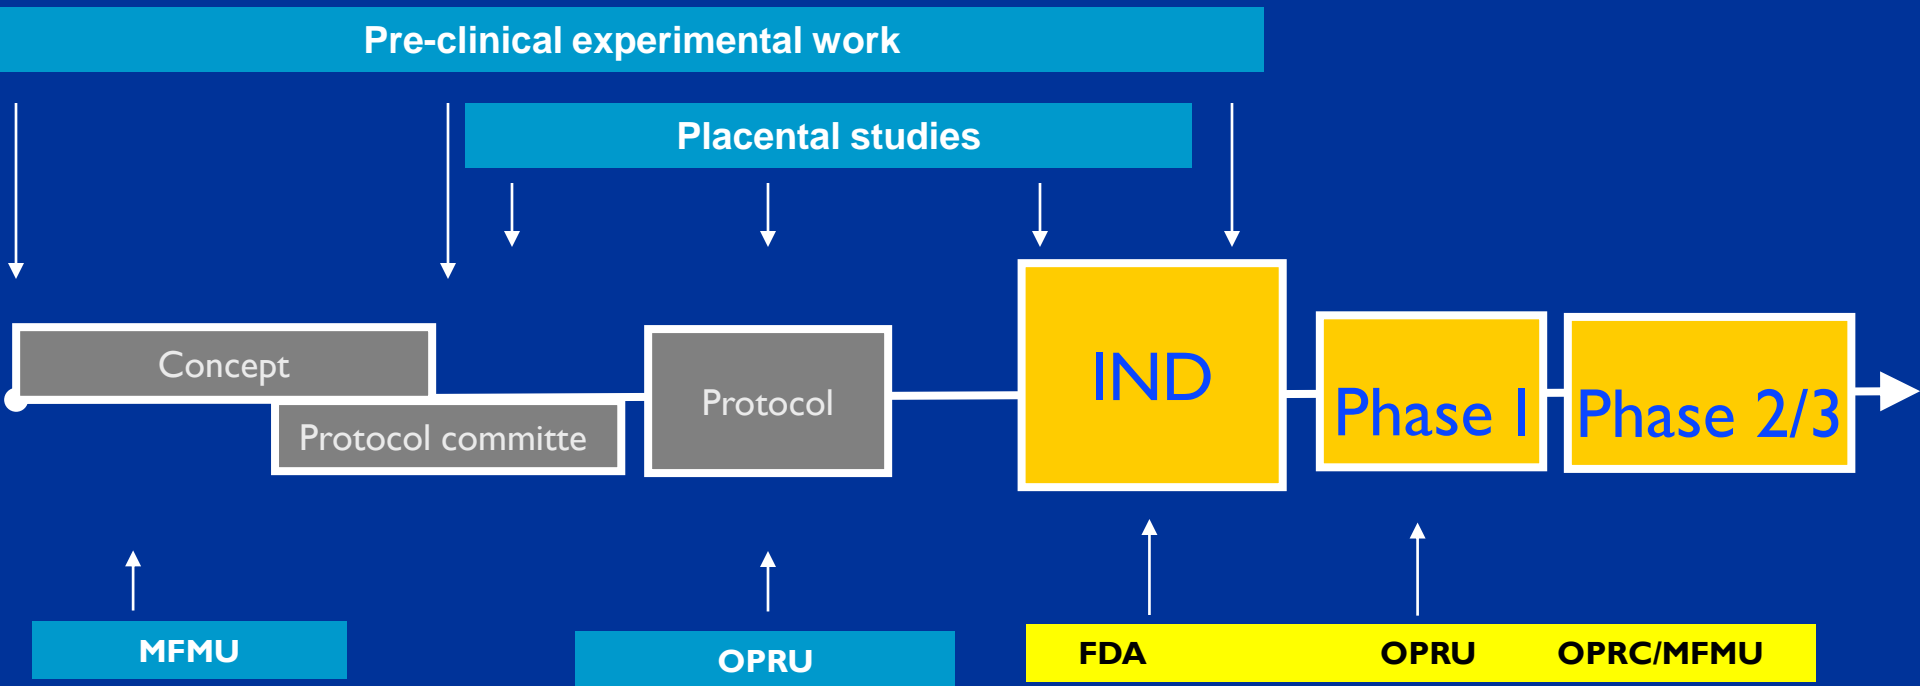 Pre-clinical experimental work
Placental studies
Concept
Protocol committe
Protocol
IND
Phase I
Phase 2/3
MFMU
OPRU
FDA
OPRU
OPRC/MFMU